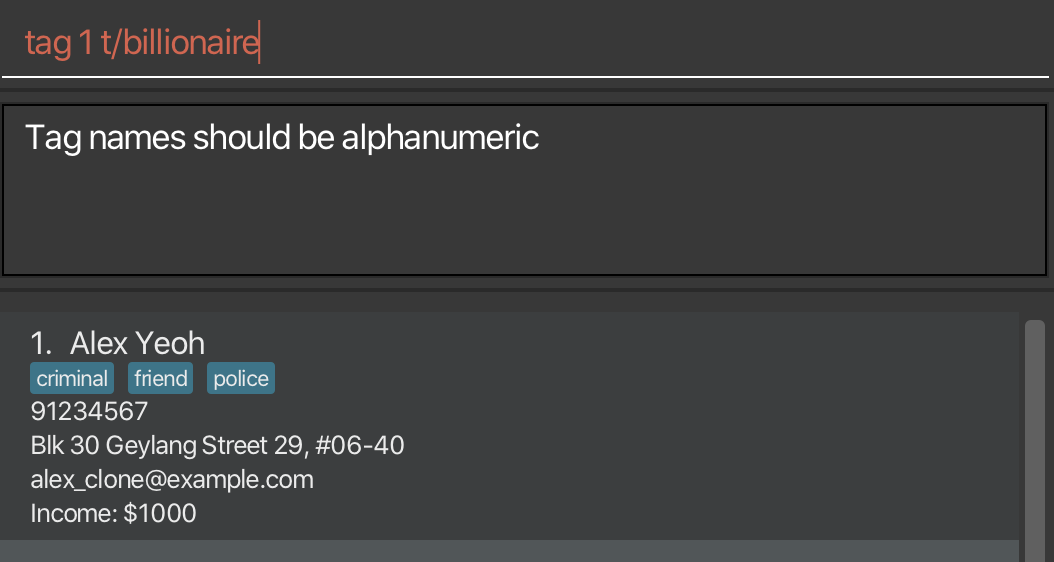 tag 1 t/billionaire
Tag names should be alphanumeric
1. Alex Yeoh
criminal friend police
91234567
Blk 30 Geylang Street 29, #06-40
alex_clone@example.com
Income: $1000